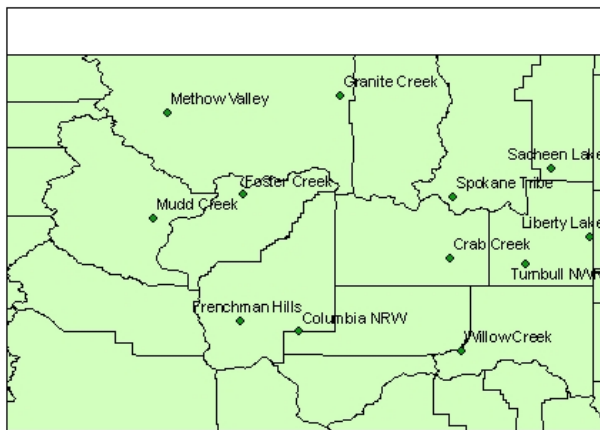 Granite Creek
Methow Valley
Sacheen Lake
Foster Creek
Spokane Tribe
Mudd Creek
Liberty Lake
Crab Creek
Turnbull NWR
Frenchman Hills
Columbia NRW
WillowCreek